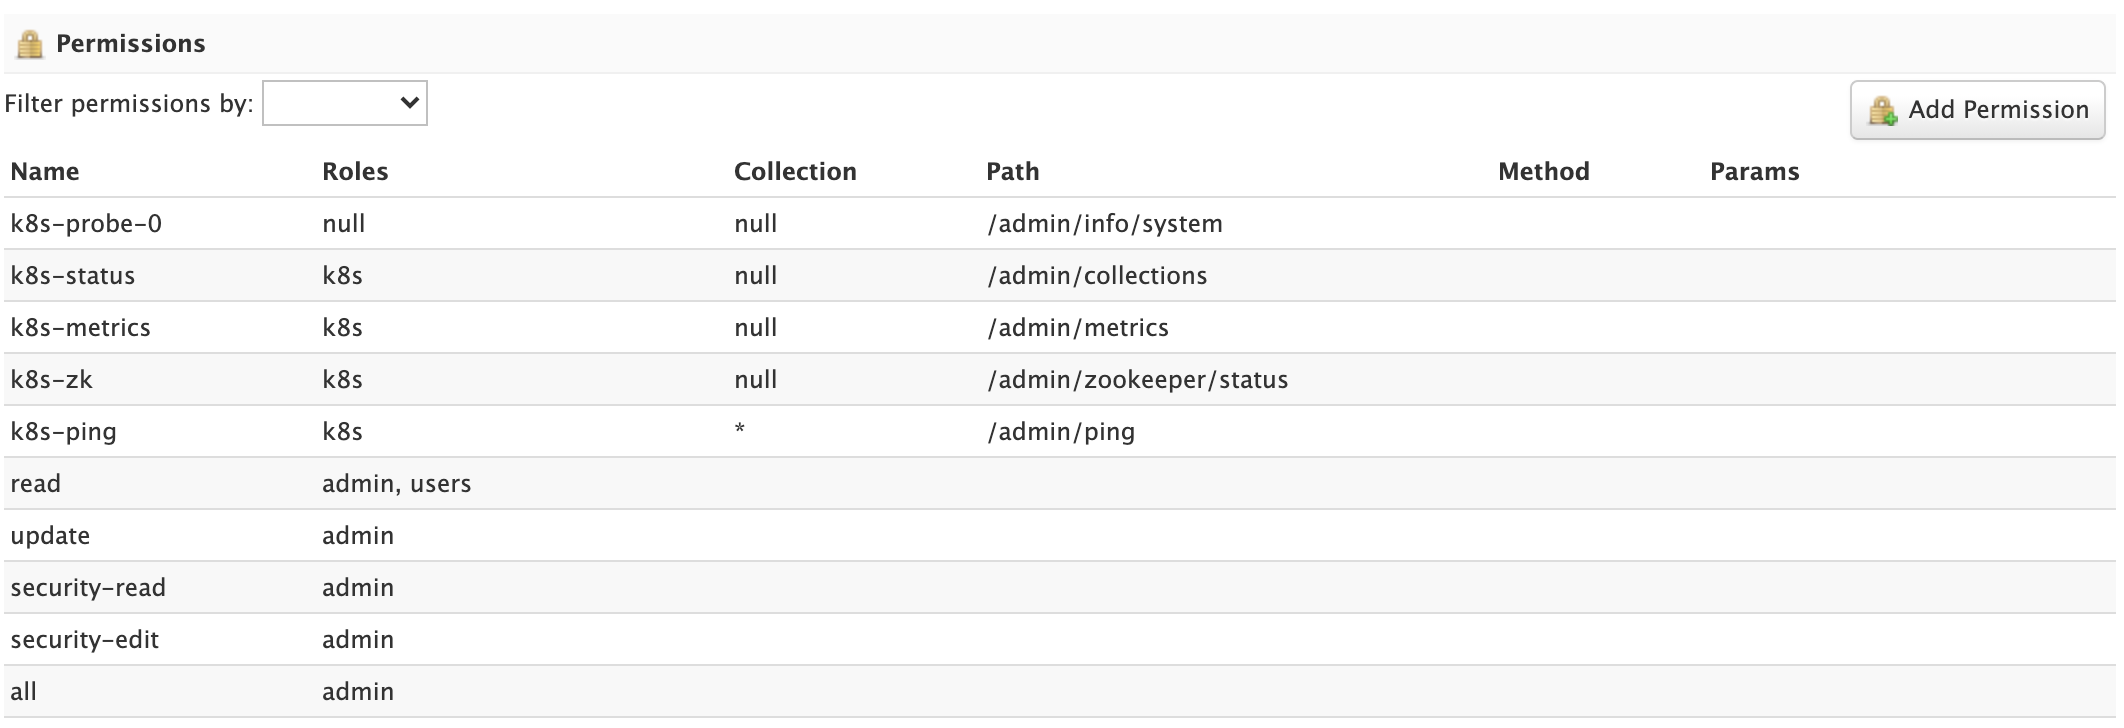 Permissions
Filter permissions by:
Add Permission
Name Roles Collection Path Method Params
k8s-probe-0 null null /admin/info/system
k8s-status k8s null /admin/collections
k8s-metrics k8s null /admin/metrics
k8s-zk k8s null /admin/zookeeper/status
k8s-ping k8s * /admin/ping
read admin, users
update admin
security-read admin
security-edit admin
all admin